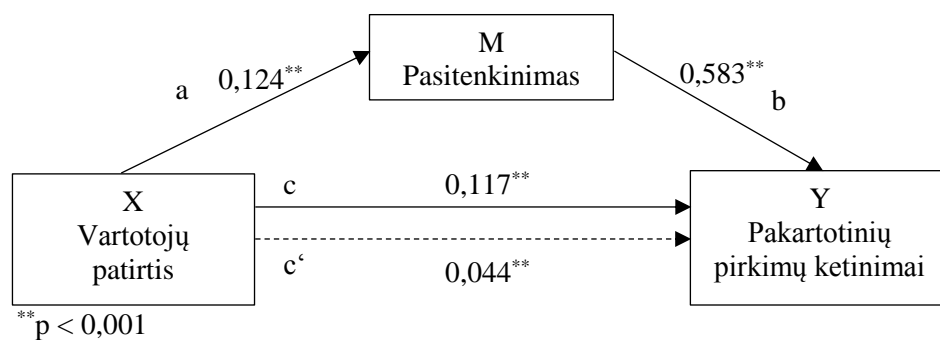 M
Pasitenkinimas
a 0,124**
0,583**
b
X
Vartotojų
patirtis
c 0,117**
c‘ 0,044**
Y
Pakartotinių
pirkimų ketinimai
**p < 0,001